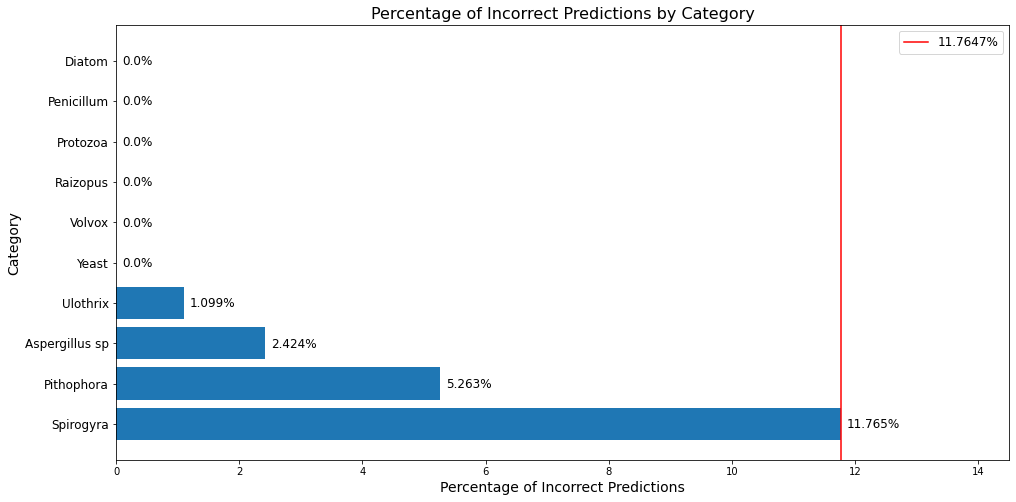 Percentage of Incorrect Predictions by Category
11.7647%
Diatom 0.0%
Penicillum 0.0%
Protozoa 0.0%
Raizopus 0.0%
Volvox 0.0%
Yeast 0.0%
Ulothrix 1.099%
Aspergillus sp 2.424%
Pithophora 5.263%
Spirogyra 11.765%
Category
0 2 4 6 8 10 12 14
Percentage of Incorrect Predictions